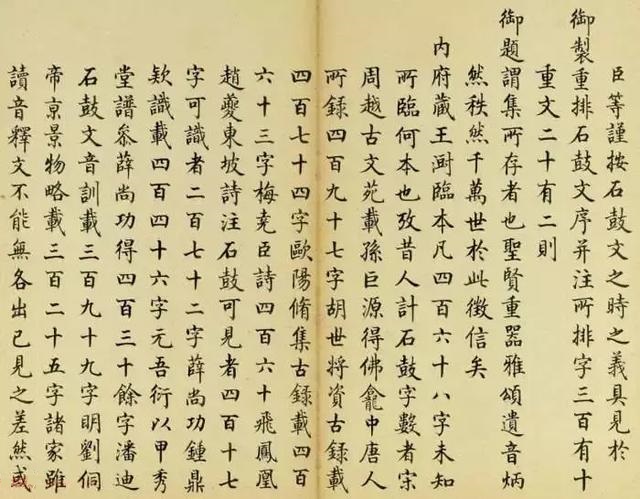 臣等謹按石鼓文之時之義具見於
御製重排石鼓文序并注所排字三百有十
重文二十有二則
御題謂集所存者也聖賢重器雅頌遺音炳
然秩然千萬世於此徵信矣
內府藏王澍臨本凡四百六十八字未知
所臨何本也攷昔人計石鼓字數者宋
周越古文苑載孫巨源得佛龕中唐人
所錄四百九十七字胡世将資古錄載
四百七十四字歐陽脩集古錄載四百
六十三字梅堯臣詩四百六十飛鳳凰
趙夔東坡詩注石鼓可見者四百十七
字可識者二百七十二字薛尚功鍾鼎
欵識載四百四十六字元吾衍以甲秀
堂譜叅薛尚功得四百三十餘字潘迪
石鼓文音訓載三百九十九字明劉侗
帝亰景物略載三百二十五字諸家雖
讀音釋文不能無各出己見之差然或